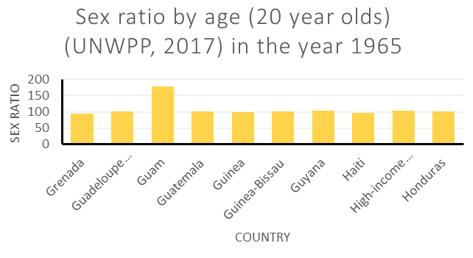 Sex ratio by age (20 year olds)
(UNWPP, 2017) in the year 1965
SEX RATIO
200
150
100
50
0
Grenada
Guadeloupe...
Guam
Guatemala
Guinea
Guinea-Bissau
Guyana
Haiti
High-income...
Honduras
COUNTRY